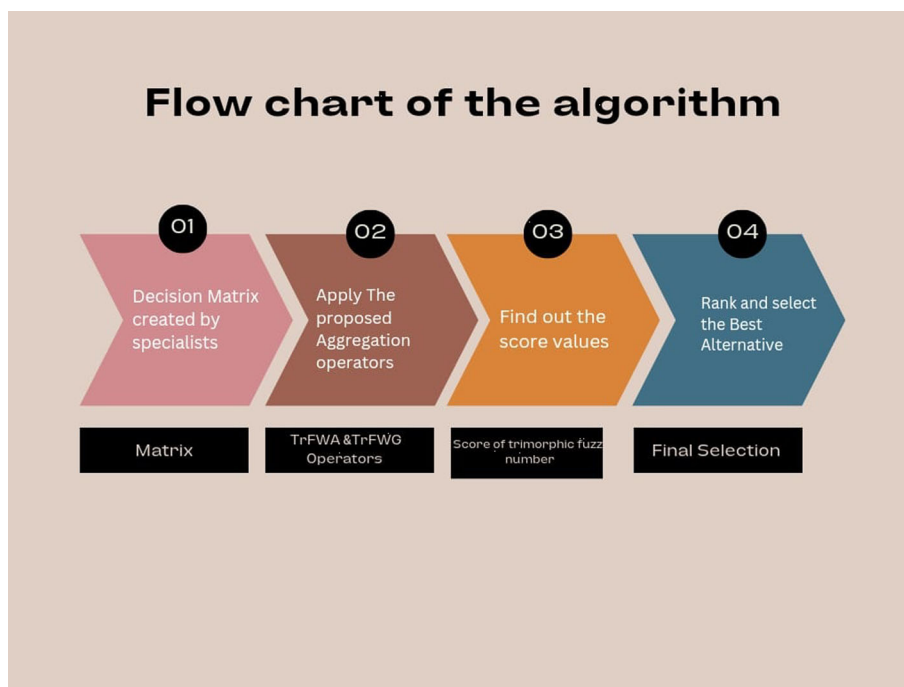 Flow chart of the algorithm
01
Decision Matrix
created by
specialists
Matrix
02
Apply The
proposed
Aggregation
operators
TrFWA &TrFWG
Operators
03
Find out the
score values
Score of trimorphic fuzz
number
04
Rank and select
the Best
Alternative
Final Selection